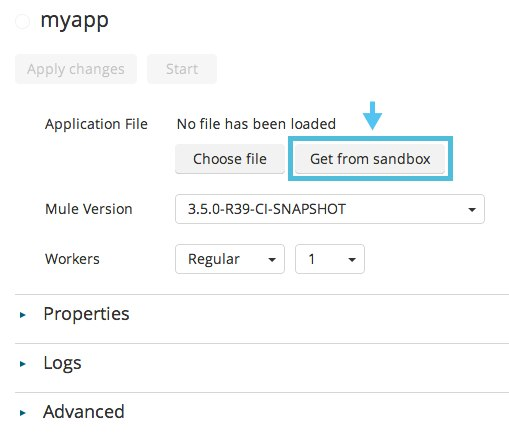 myapp
Apply changes Start
Application File No file has been loaded
Choose file Get from sandbox
Mule Version 3.5.0-R39-CI-SNAPSHOT
Workers Regular 1
Properties
Logs
Advanced